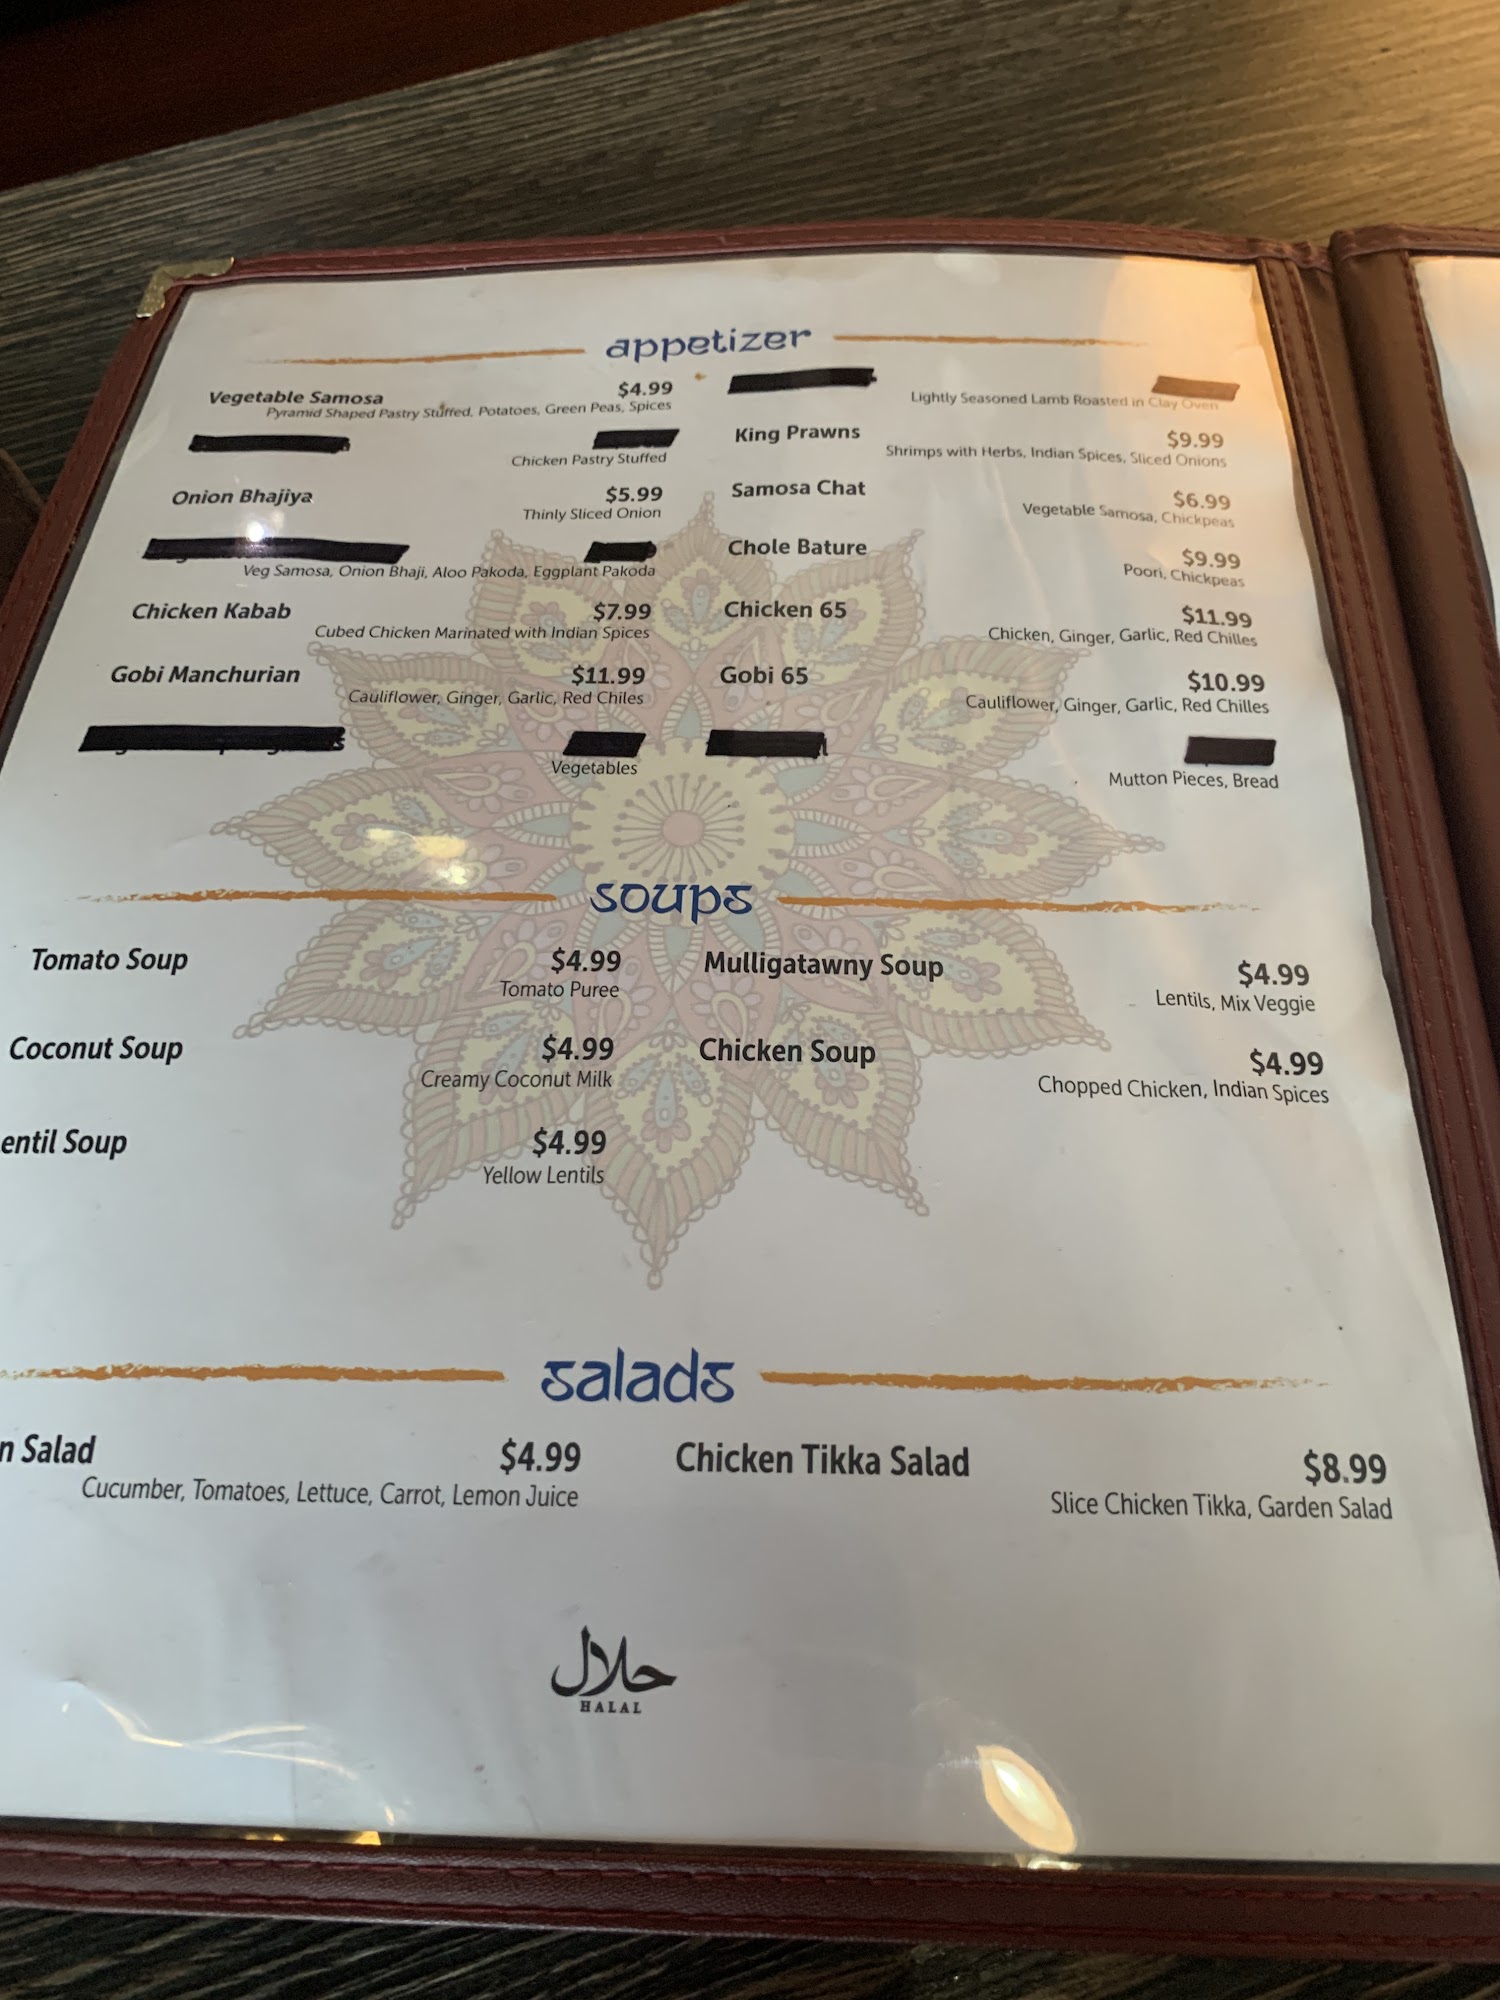 appetizer
Vegetable Samosa $4.99
Pyramid Shaped Pastry Stuffed, Potatoes, Green Peas, Spices
Chicken Pastry Stuffed
Onion Bhajiya $5.99
Thinly Sliced Onion
Veg Samosa, Onion Bhaji, Aloo Pakoda, Eggplant Pakoda
Chicken Kabab $7.99
Cubed Chicken Marinated with Indian Spices
Gobi Manchurian $11.99
Cauliflower, Ginger, Garlic, Red Chiles
Vegetables
Lightly Seasoned Lamb Roasted in Clay Oven
King Prawns $9.99
Shrimps with Herbs, Indian Spices, Sliced Onions
Samosa Chat $6.99
Vegetable Samosa, Chickpeas
Chole Bature $9.99
Poori, Chickpeas
Chicken 65 $11.99
Chicken, Ginger, Garlic, Red Chilles
Gobi 65 $10.99
Cauliflower, Ginger, Garlic, Red Chilles
Mutton Pieces, Bread
soups
Tomato Soup $4.99
Tomato Puree
Coconut Soup $4.99
Creamy Coconut Milk
entil Soup $4.99
Yellow Lentils
Mulligatawny Soup $4.99
Lentils, Mix Veggie
Chicken Soup $4.99
Chopped Chicken, Indian Spices
salads
n Salad $4.99
Cucumber, Tomatoes, Lettuce, Carrot, Lemon Juice
Chicken Tikka Salad $8.99
Slice Chicken Tikka, Garden Salad
حلال
HALAL